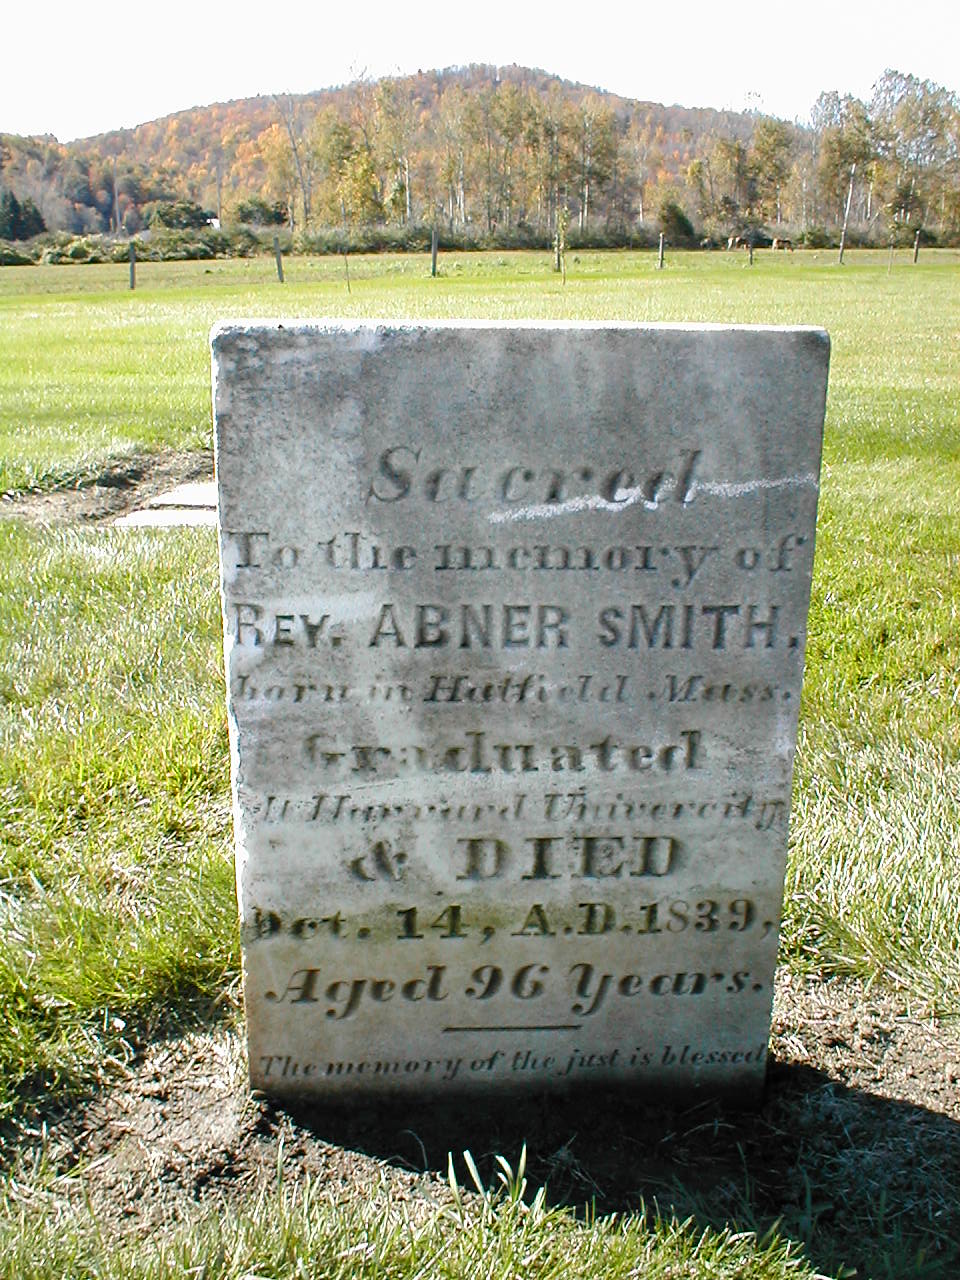 Sacred
To the memory of
REV. ABNER SMITH.
born in Hatfield Mass.
Graduated
At Harvard Univercity
& DIED
Oct. 14, A.D. 1839,
Aged 96 Years.
The memory of the just is blessed